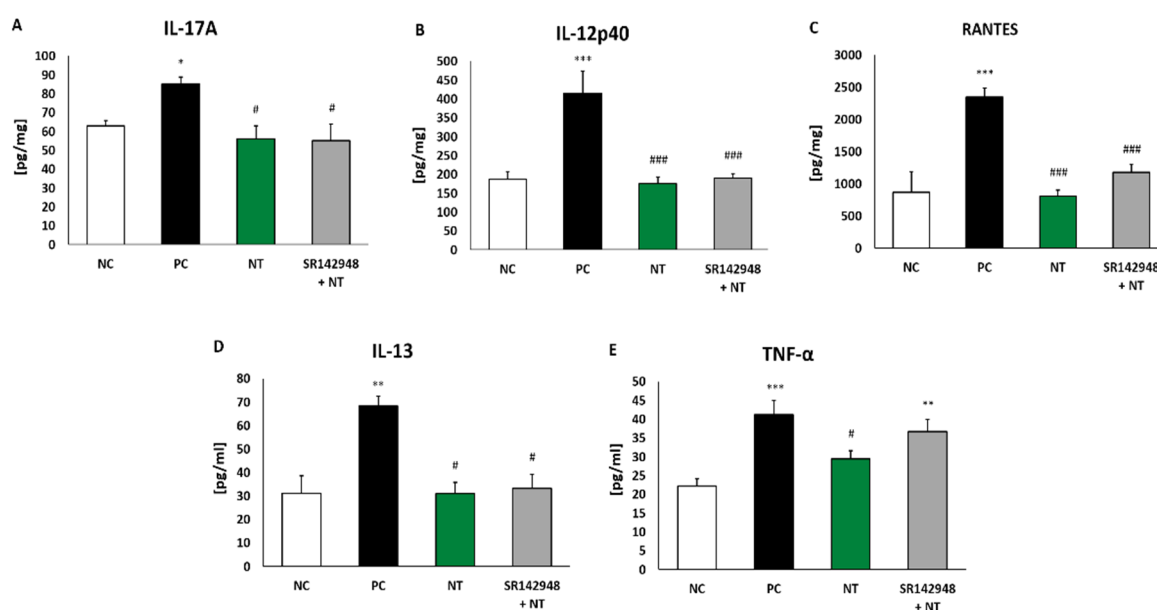 A
IL-17A
[pg/mg]
100
90
80
70
60
50
40
30
20
10
0
*
#
#
NC
PC
NT
SR142948
+ NT
B
IL-12p40
[pg/mg]
500
450
400
350
300
250
200
150
100
50
0
***
###
###
NC
PC
NT
SR142948
+ NT
C
RANTES
[pg/mg]
3000
2500
2000
1500
1000
500
0
***
###
###
NC
PC
NT
SR142948
+ NT
D
IL-13
[pg/ml]
80
70
60
50
40
30
20
10
0
**
#
#
NC
PC
NT
SR142948
+ NT
E
TNF-α
[pg/ml]
50
45
40
35
30
25
20
15
10
5
0
***
#
**
NC
PC
NT
SR142948
+ NT